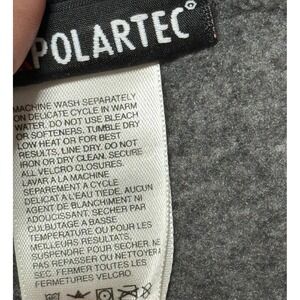 POLARTEC®
MACHINE WASH SEPARATELY
ON DELICATE CYCLE IN WARM
WATER. DO NOT USE BLEACH
OR SOFTENERS. TUMBLE DRY
LOW HEAT OR FOR BEST
RESULTS, LINE DRY. DO NOT
IRON OR DRY CLEAN. SECURE
ALL VELCRO CLOSURES.
LAVAR A LA MACHINE
SEPAREMENT A CYCLE
DELICAT A L'EAU TIEDE. AUCUN
AGENT DE BLANCHIMENT NI
ADOUCISSANT. SECHER PAR
CULBUTAGE A BASSE
TEMPERATURE OU POUR LES
MEILLEURS RESULTATS.
SUSPENDRE POUR SECHER. NE
PAS REPASSER OU NETTOYER A
SEC. FERMER TOUTES
FERMETURES VELCRO